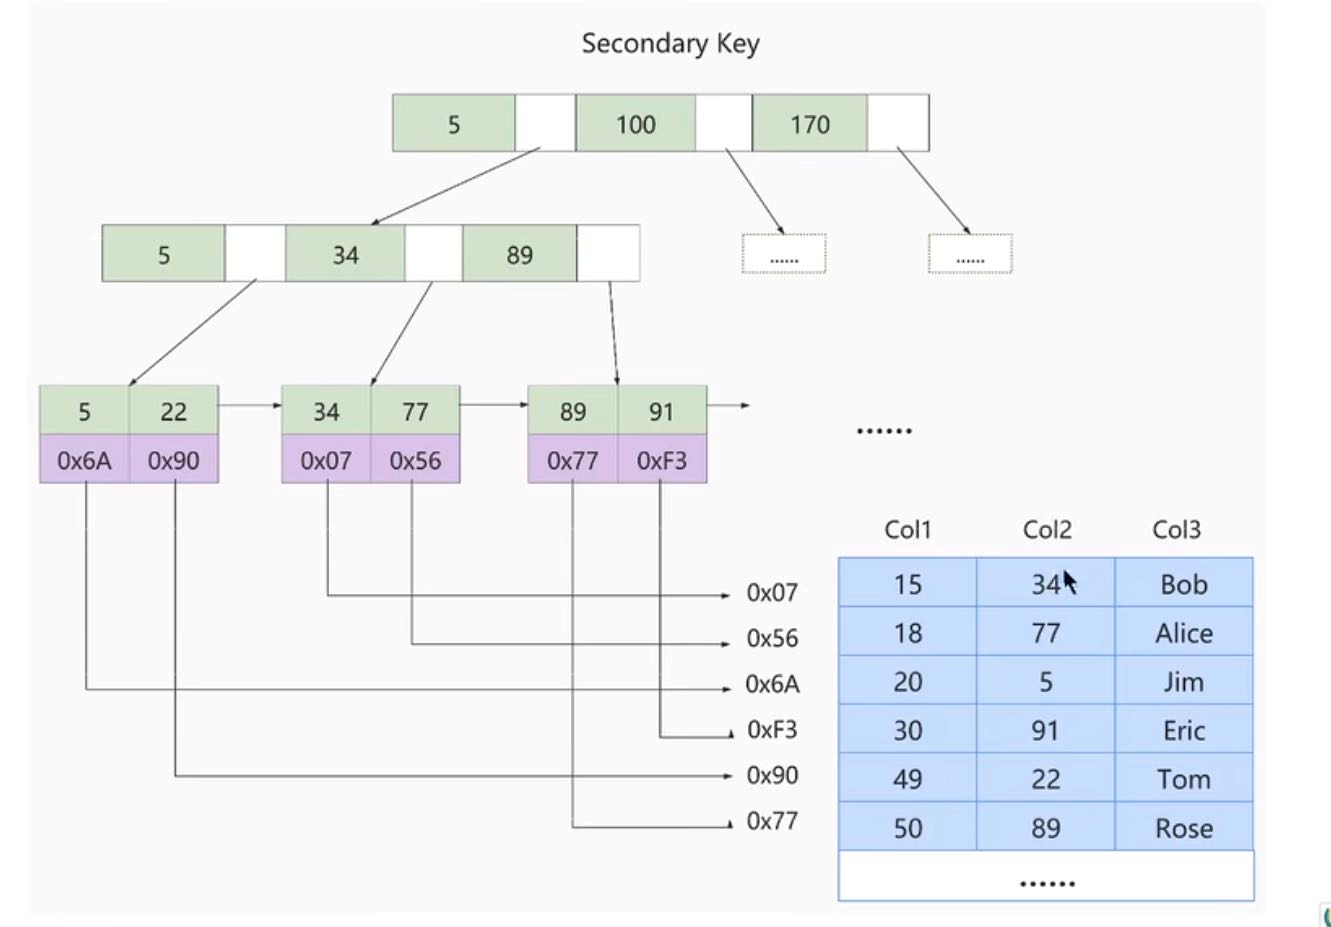 Secondary Key
5 100 170
5 34 89
...... ......
5 22 34 77 89 91
0x6A 0x90 0x07 0x56 0x77 0xF3
......
Col1 Col2 Col3
0x07 15 34 Bob
0x56 18 77 Alice
0x6A 20 5 Jim
0xF3 30 91 Eric
0x90 49 22 Tom
0x77 50 89 Rose
......